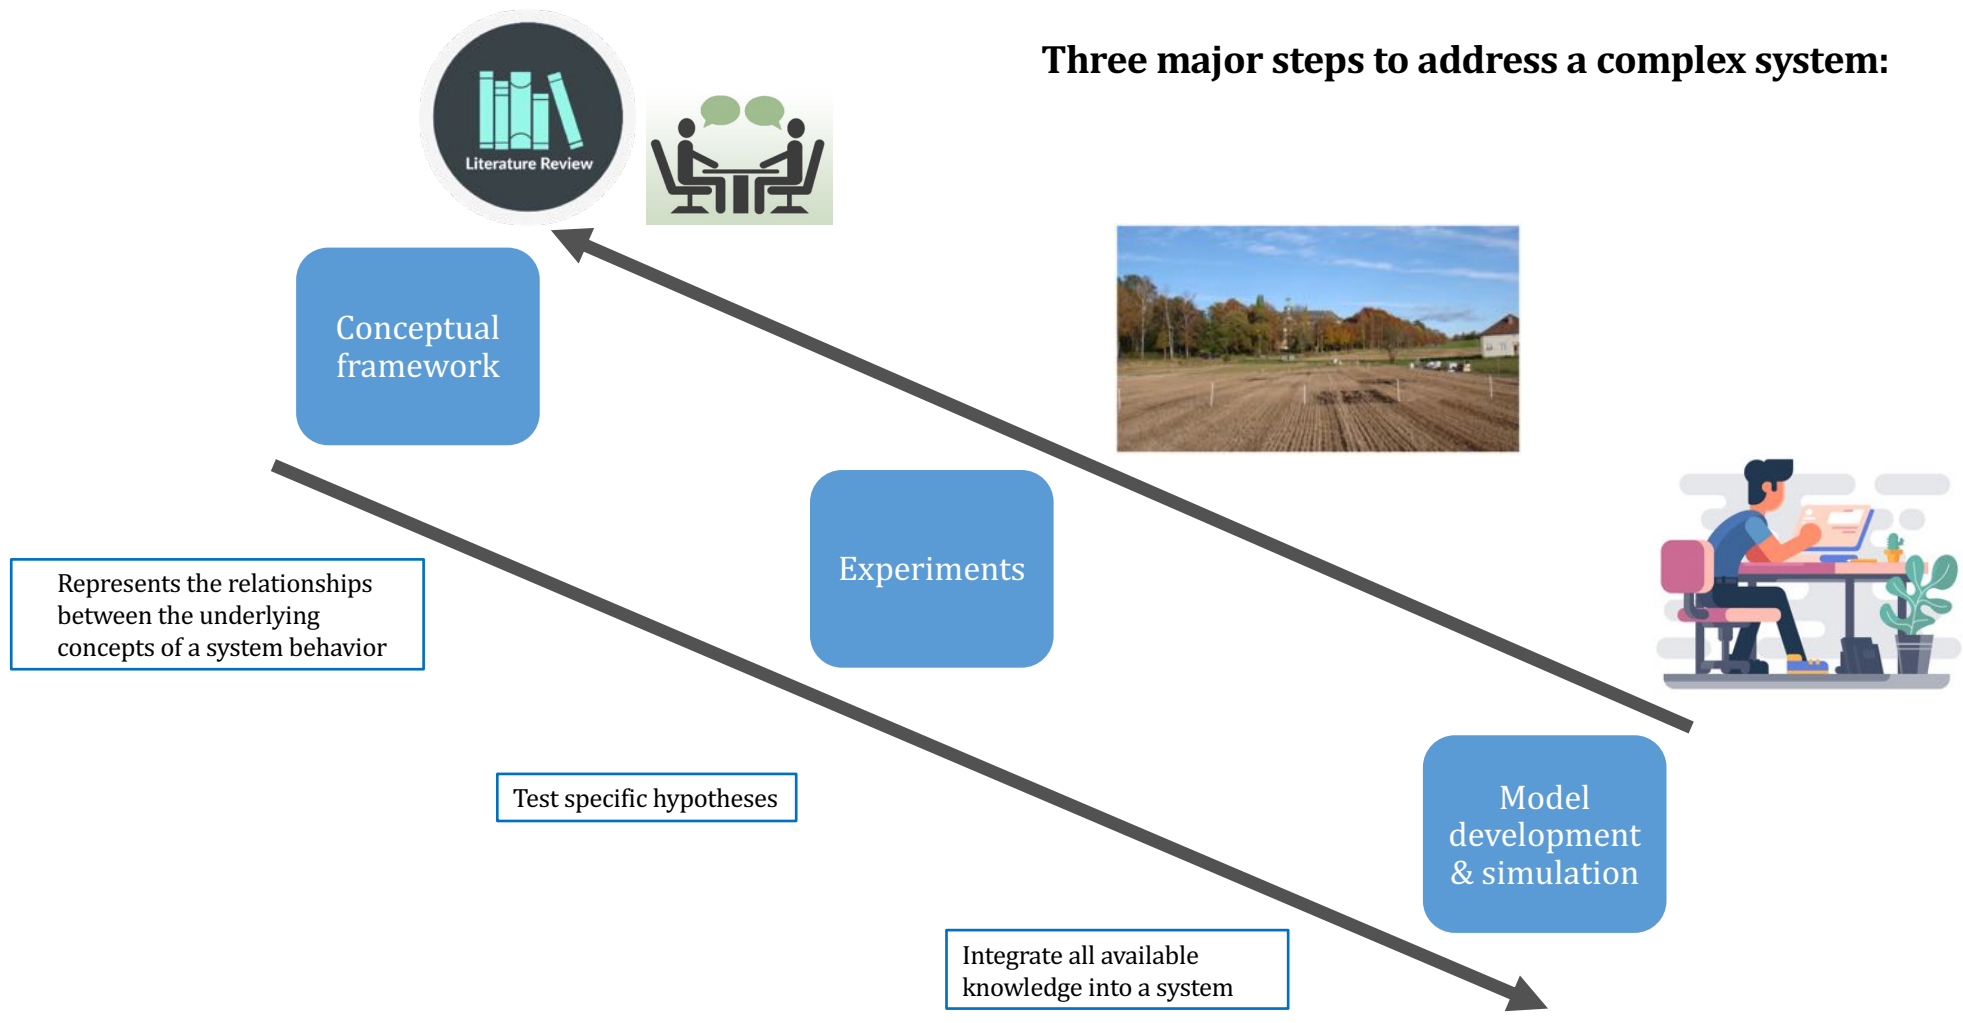 Three major steps to address a complex system:
Literature Review
Conceptual
framework
Experiments
Represents the relationships
between the underlying
concepts of a system behavior
Test specific hypotheses
Model
development
& simulation
Integrate all available
knowledge into a system